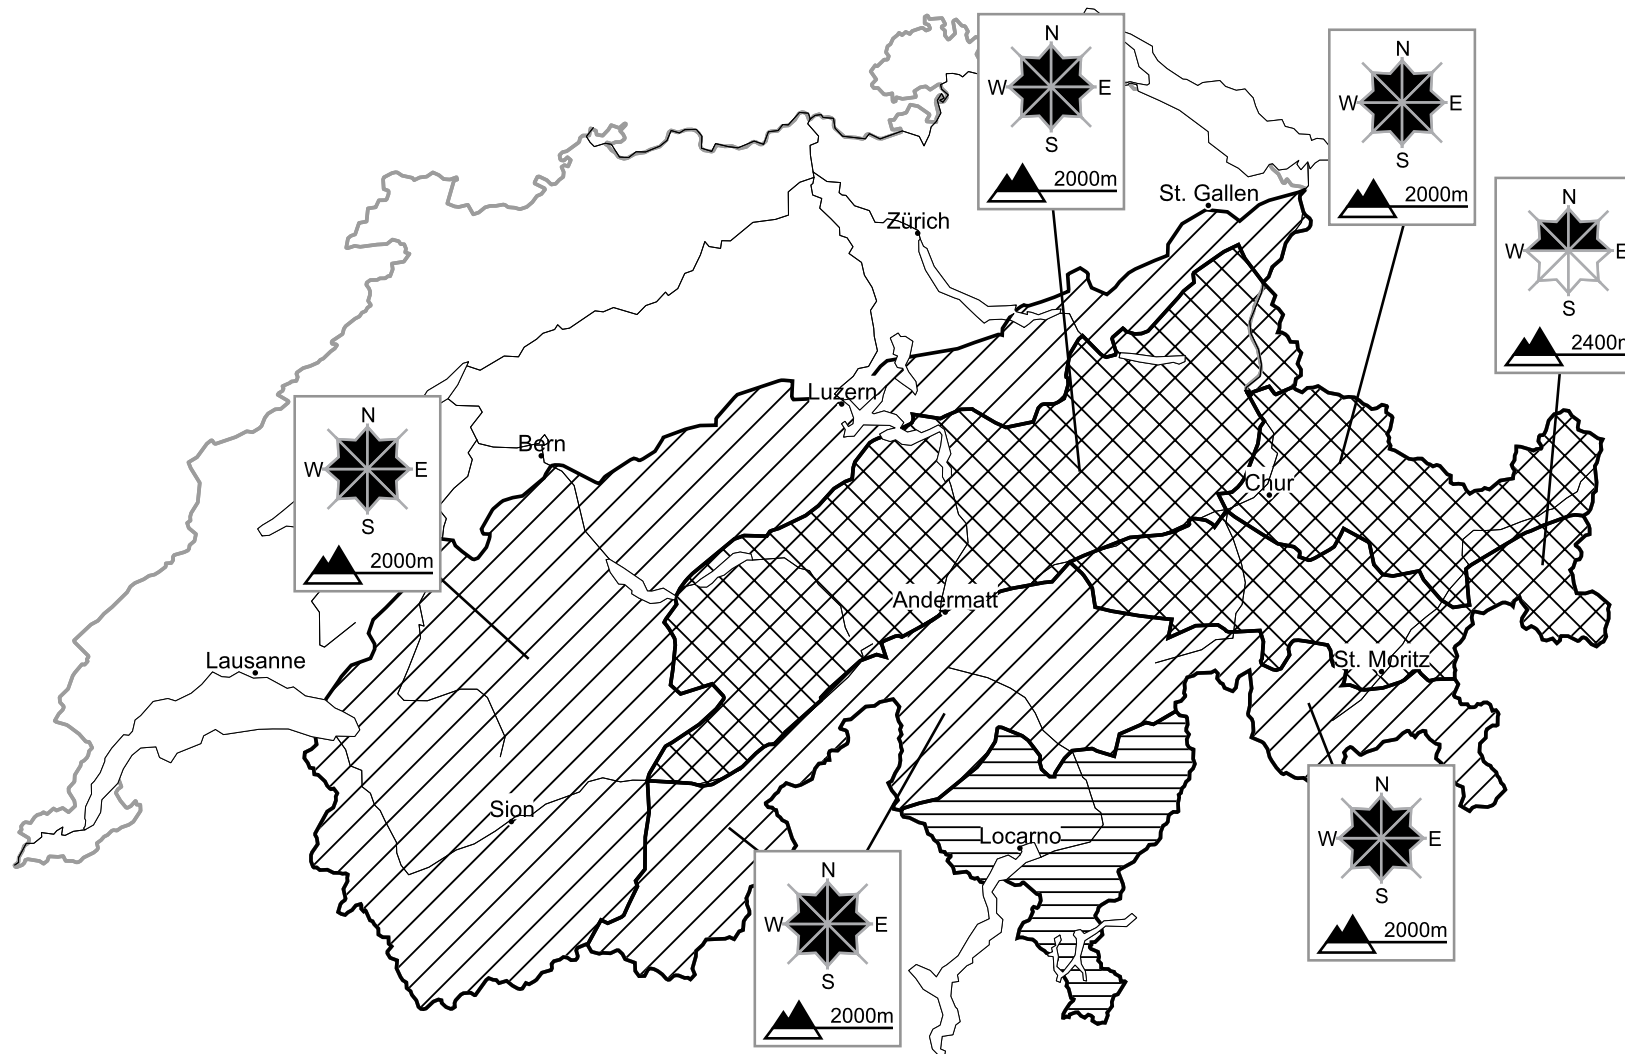 N
W E
S
2000m
N
W E
S
2000m
St. Gallen
N
W E
S
2400m
Zürich
Luzern
N
W E
S
2000m
Bern
Chur
Andermatt
Lausanne
St. Moritz
N
W E
S
2000m
Sion
Locarno
N
W E
S
2000m